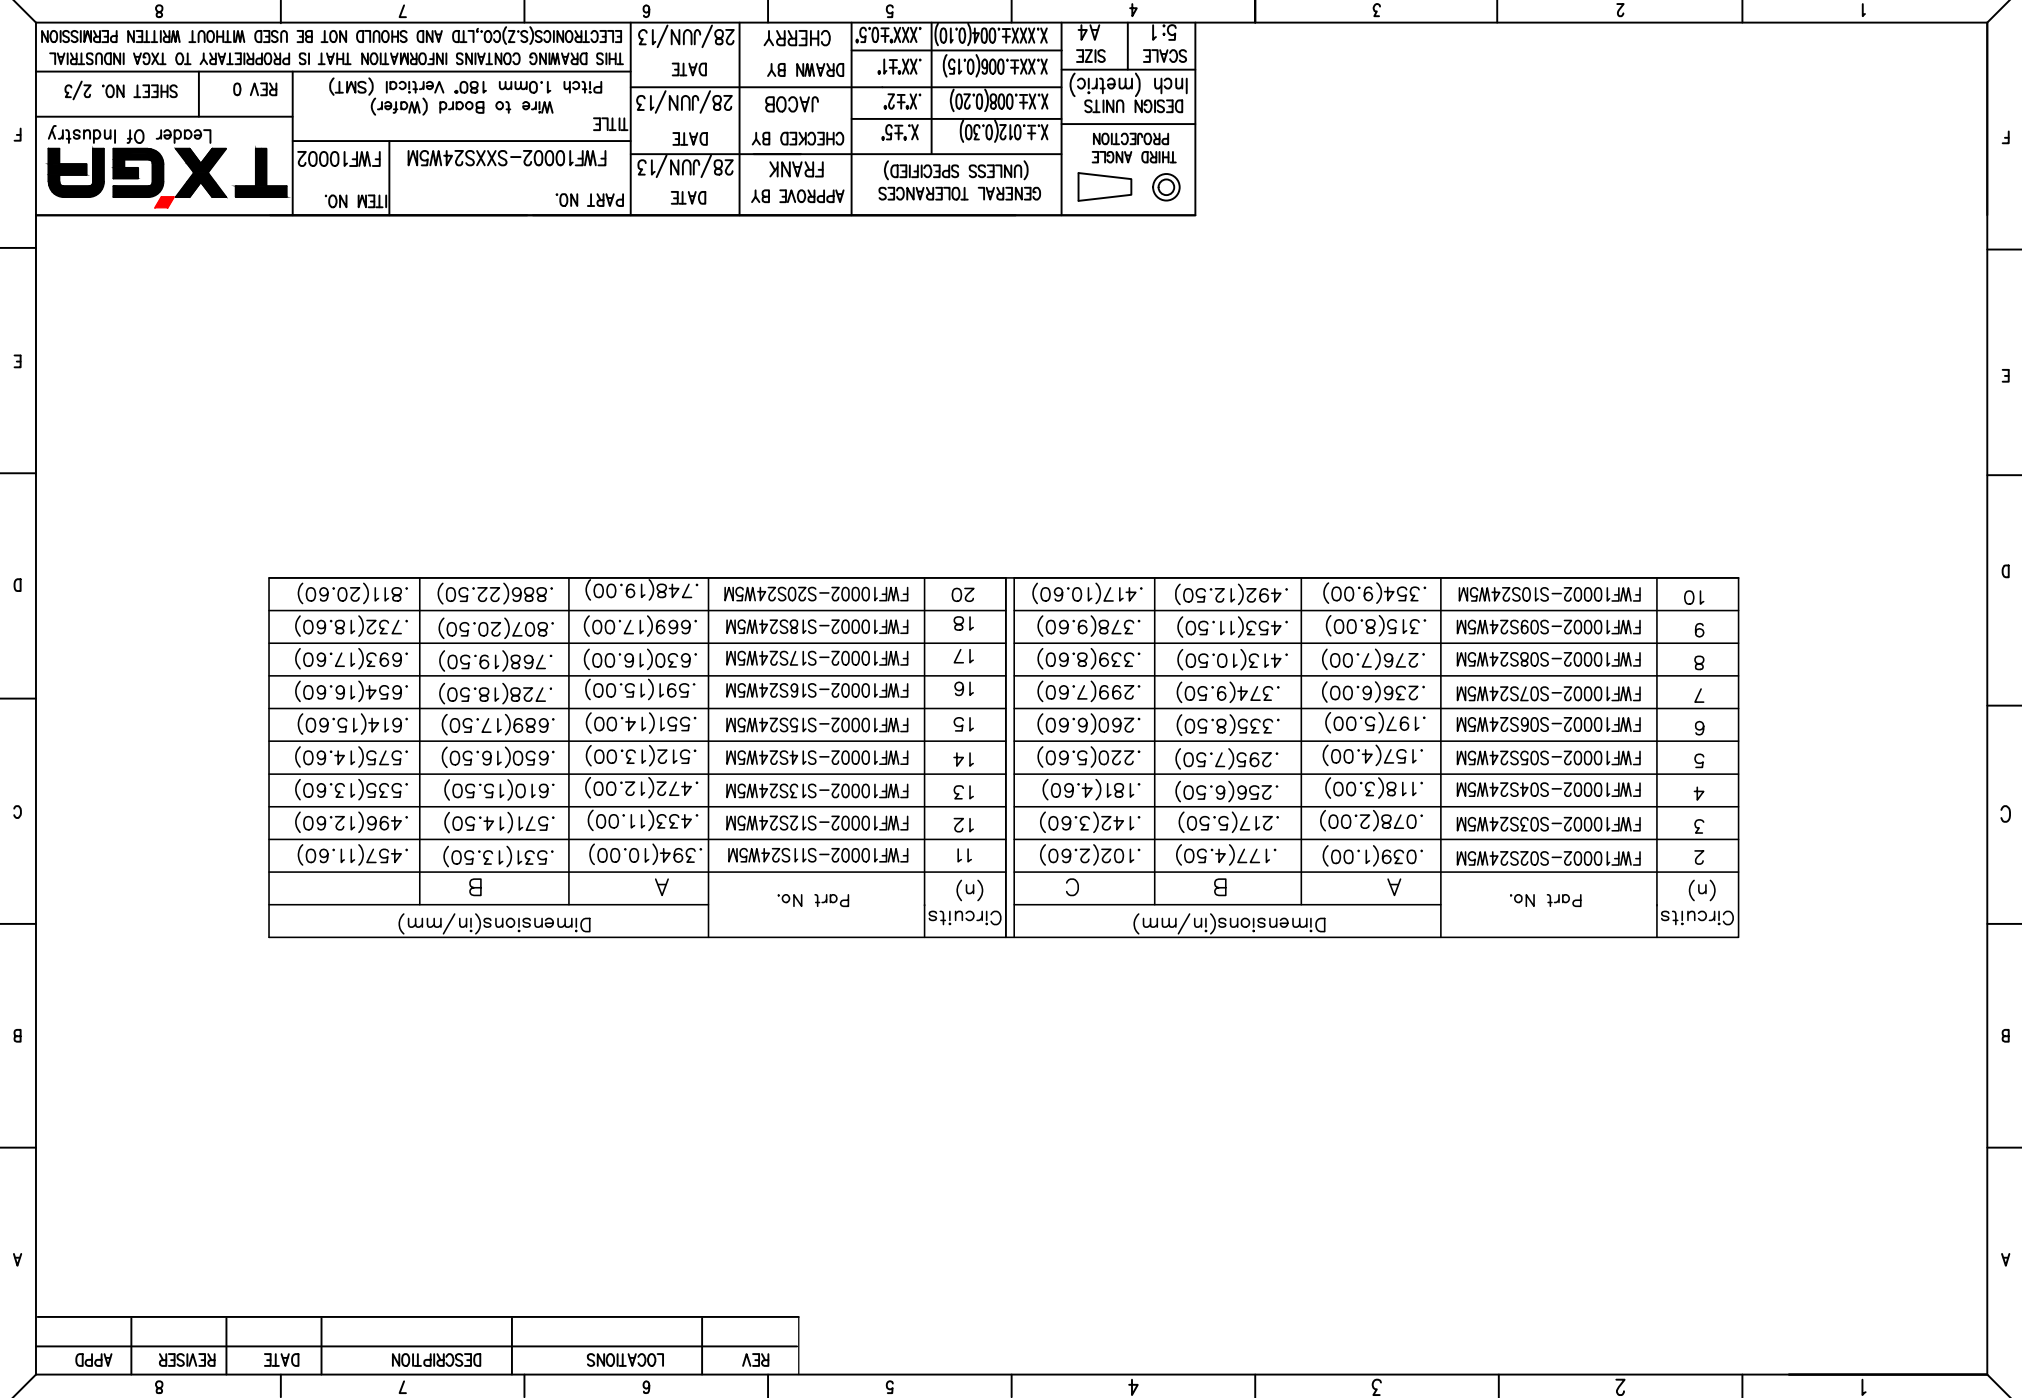 1 2 3 4 5 6 7 8
REV LOCATIONS DESCRIPTION DATE REVISER APPD
A A
B B
Circuits (n) Part No. Dimensions(in/mm) Circuits (n) Part No. Dimensions(in/mm)
A B C A B
2 FWF10002-S02S24W5M .039(1.00) .177(4.50) .102(2.60) 11 FWF10002-S11S24W5M .394(10.00) .531(13.50) .457(11.60)
3 FWF10002-S03S24W5M .078(2.00) .217(5.50) .142(3.60) 12 FWF10002-S12S24W5M .433(11.00) .571(14.50) .496(12.60)
4 FWF10002-S04S24W5M .118(3.00) .256(6.50) .181(4.60) 13 FWF10002-S13S24W5M .472(12.00) .610(15.50) .535(13.60)
5 FWF10002-S05S24W5M .157(4.00) .295(7.50) .220(5.60) 14 FWF10002-S14S24W5M .512(13.00) .650(16.50) .575(14.60)
6 FWF10002-S06S24W5M .197(5.00) .335(8.50) .260(6.60) 15 FWF10002-S15S24W5M .551(14.00) .689(17.50) .614(15.60)
7 FWF10002-S07S24W5M .236(6.00) .374(9.50) .299(7.60) 16 FWF10002-S16S24W5M .591(15.00) .728(18.50) .654(16.60)
8 FWF10002-S08S24W5M .276(7.00) .413(10.50) .339(8.60) 17 FWF10002-S17S24W5M .630(16.00) .768(19.50) .693(17.60)
9 FWF10002-S09S24W5M .315(8.00) .453(11.50) .378(9.60) 18 FWF10002-S18S24W5M .669(17.00) .807(20.50) .732(18.60)
10 FWF10002-S10S24W5M .354(9.00) .492(12.50) .417(10.60) 20 FWF10002-S20S24W5M .748(19.00) .886(22.50) .811(20.60)
C C
D D
E E
F F
THIRD ANGLE
PROJECTION
DESIGN UNITS
Inch (metric)
SCALE
5:1
SIZE
A4
GENERAL TOLERANCES
(UNLESS SPECIFIED)
X.±.012(0.30) X.°±5°
X.X±.008(0.20) .X°±2°
X.XX±.006(0.15) .XX°±1°
X.XXX±.004(0.10) .XXX°±0.5°
APPROVE BY
FRANK
DATE
28/JUN/13
CHECKED BY
JACOB
DATE
28/JUN/13
DRAWN BY
CHERRY
DATE
28/JUN/13
PART NO.
FWF10002-SXXS24W5M
ITEM NO.
FWF10002
TITLE
Wire to Board (Wafer)
Pitch 1.0mm 180° Vertical (SMT)
TXGA
Leader Of Industry
REV 0
SHEET NO. 2/3
THIS DRAWING CONTAINS INFORMATION THAT IS PROPRIETARY TO TXGA INDUSTRIAL
ELECTRONICS(S.Z)CO.,LTD AND SHOULD NOT BE USED WITHOUT WRITTEN PERMISSION
1 2 3 4 5 6 7 8